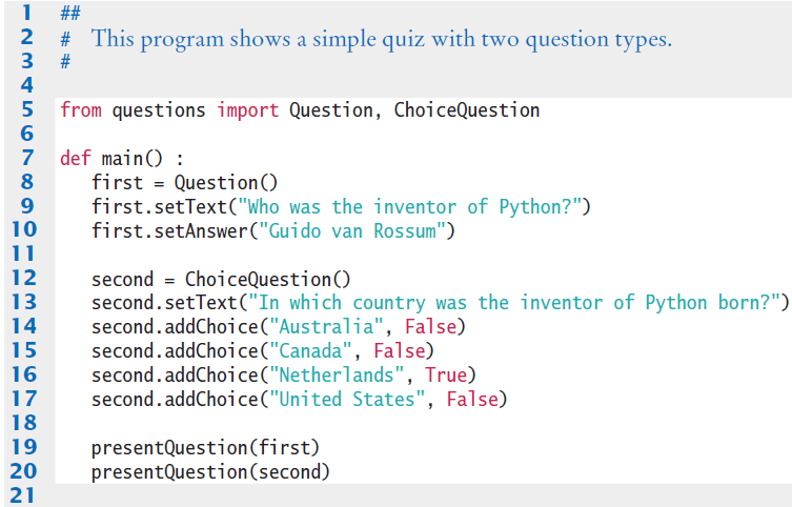 1 ##
2 #   This program shows a simple quiz with two question types.
3 #
4
5 from questions import Question, ChoiceQuestion
6
7 def main() :
8    first = Question()
9    first.setText("Who was the inventor of Python?")
10    first.setAnswer("Guido van Rossum")
11
12    second = ChoiceQuestion()
13    second.setText("In which country was the inventor of Python born?")
14    second.addChoice("Australia", False)
15    second.addChoice("Canada", False)
16    second.addChoice("Netherlands", True)
17    second.addChoice("United States", False)
18
19    presentQuestion(first)
20    presentQuestion(second)
21